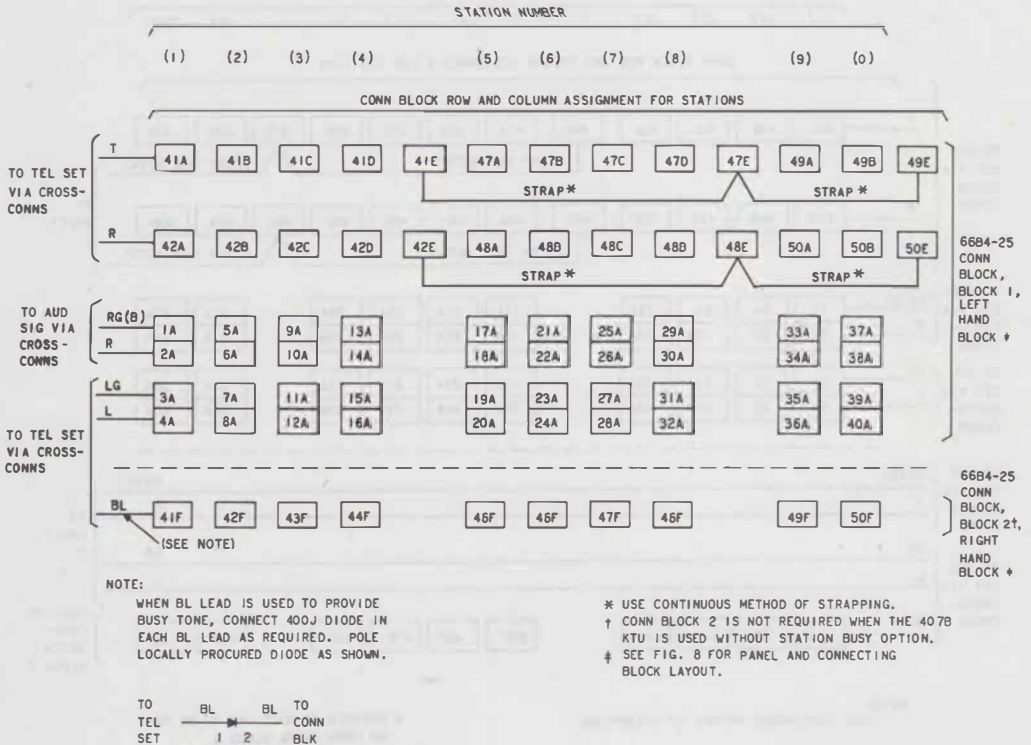 STATION NUMBER
(1) (2) (3) (4) (5) (6) (7) (8) (9) (0)
CONN BLOCK ROW AND COLUMN ASSIGNMENT FOR STATIONS
TO TEL SET
VIA CROSS-
CONNS
T
41A 41B 41C 41D 41E 47A 47B 47C 47D 47E 49A 49B 49E
STRAP* STRAP*
R
42A 42B 42C 42D 42E 48A 48B 48C 48B 48E 50A 50B 50E
STRAP* STRAP*
66B4-25
CONN
BLOCK,
BLOCK 1,
LEFT
HAND
BLOCK ‡
TO AUD
SIG VIA
CROSS-
CONNS
RG(B)
1A 5A 9A 13A 17A 21A 25A 29A 33A 37A
R
2A 6A 10A 14A 18A 22A 26A 30A 34A 38A
TO TEL SET
VIA CROSS-
CONNS
LG
3A 7A 11A 15A 19A 23A 27A 31A 35A 39A
L
4A 8A 12A 16A 20A 24A 28A 32A 36A 40A
BL
41F 42F 43F 44F 46F 46F 47F 48F 49F 50F
(SEE NOTE)
66B4-25
CONN
BLOCK,
BLOCK 2†,
RIGHT
HAND
BLOCK ‡
NOTE:
WHEN BL LEAD IS USED TO PROVIDE
BUSY TONE, CONNECT 400J DIODE IN
EACH BL LEAD AS REQUIRED. POLE
LOCALLY PROCURED DIODE AS SHOWN.
* USE CONTINUOUS METHOD OF STRAPPING.
† CONN BLOCK 2 IS NOT REQUIRED WHEN THE 407B
KTU IS USED WITHOUT STATION BUSY OPTION.
‡ SEE FIG. 8 FOR PANEL AND CONNECTING
BLOCK LAYOUT.
TO BL BL TO
TEL CONN
SET 1 2 BLK